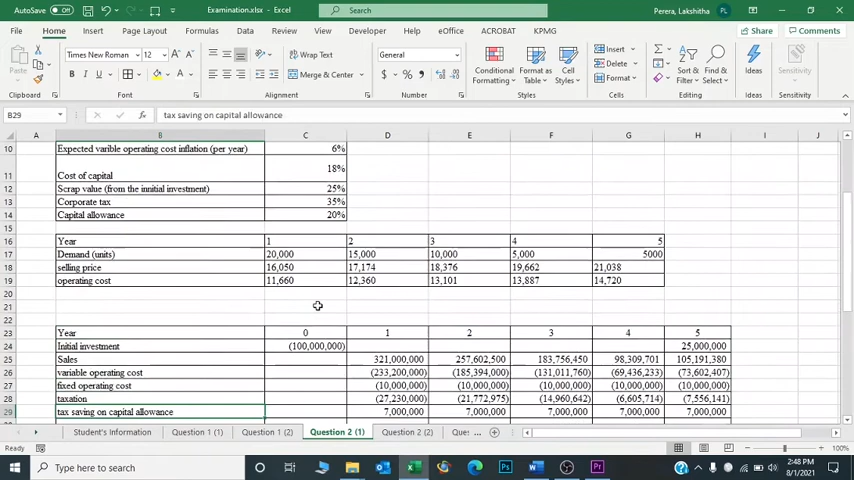 AutoSave Off Examination.xlsx - Excel Search Perera, Lakshitha
File Home Insert Draw Page Layout Formulas Data Review View Developer Help eOffice ACROBAT KPMG Share Comments
Times New Roman 12 Wrap Text General Insert
Paste B I U Merge & Center $ % Conditional Formatting Format as Table Cell Styles Delete Format Sort & Filter Find & Select Ideas Sensitivity
Clipboard Font Alignment Number Styles Cells Editing Ideas Sensitivity
B29 fx tax saving on capital allowance
A B C D E F G H I J
10 Expected varible operating cost inflation (per year) 6%
11 Cost of capital 18%
12 Scrap value (from the innitial investment) 25%
13 Corporate tax 35%
14 Capital allowance 20%
15
16 Year 1 2 3 4 5
17 Demand (units) 20,000 15,000 10,000 5,000 5000
18 selling price 16,050 17,174 18,376 19,662 21,038
19 operating cost 11,660 12,360 13,101 13,887 14,720
20
21
22
23 Year 0 1 2 3 4 5
24 Initial investment (100,000,000) 25,000,000
25 Sales 321,000,000 257,602,500 183,756,450 98,309,701 105,191,380
26 variable operating cost (233,200,000) (185,394,000) (131,011,760) (69,436,233) (73,602,407)
27 fixed operating cost (10,000,000) (10,000,000) (10,000,000) (10,000,000) (10,000,000)
28 taxation (27,230,000) (21,772,975) (14,960,642) (6,605,714) (7,556,141)
29 tax saving on capital allowance 7,000,000 7,000,000 7,000,000 7,000,000 7,000,000
Student's Information Question 1 (1) Question 1 (2) Question 2 (1) Question 2 (2) Que ...
Ready 100%
Type here to search 2:48 PM
8/1/2021